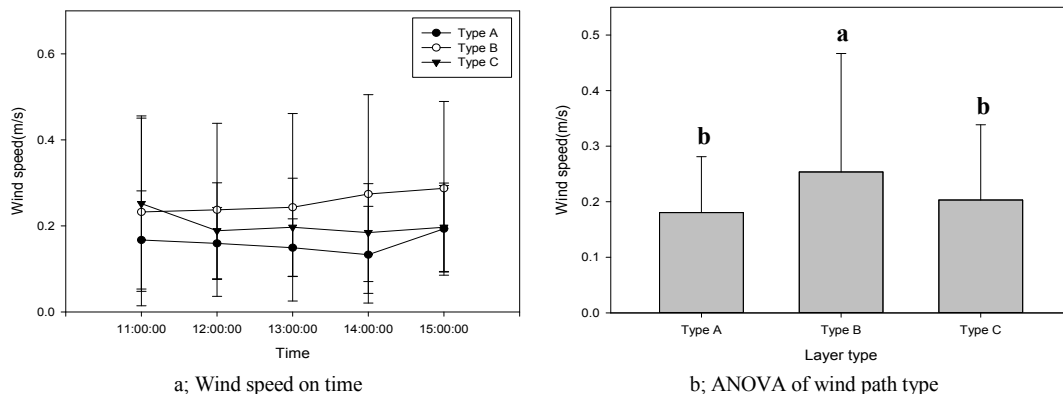 Type A
Type B
Type C
Wind speed(m/s)
0.6
0.4
0.2
0.0
11:00:00 12:00:00 13:00:00 14:00:00 15:00:00
Time
a; Wind speed on time
Wind speed(m/s)
0.5
0.4
0.3
0.2
0.1
0.0
b
a
b
Type A Type B Type C
Layer type
b; ANOVA of wind path type